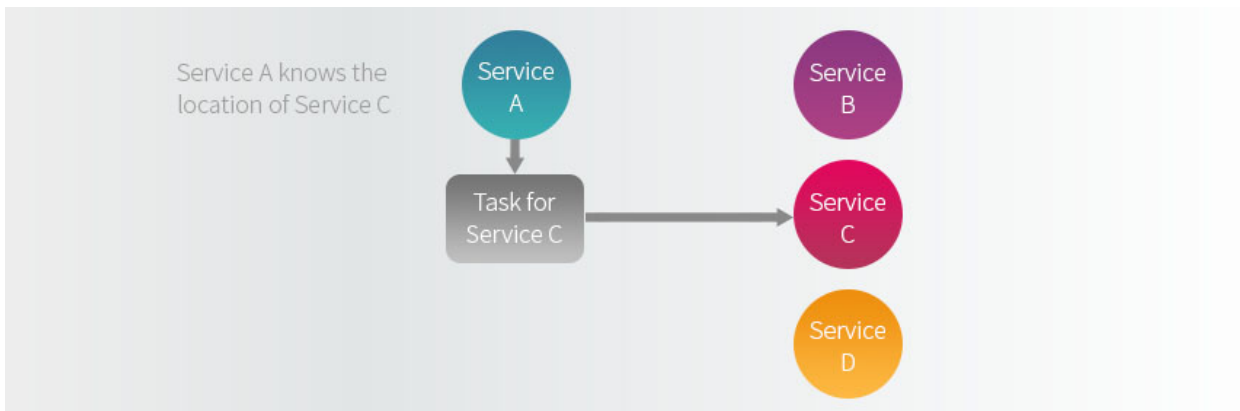 Service A knows the
location of Service C
Service
A
Task for
Service C
Service
B
Service
C
Service
D